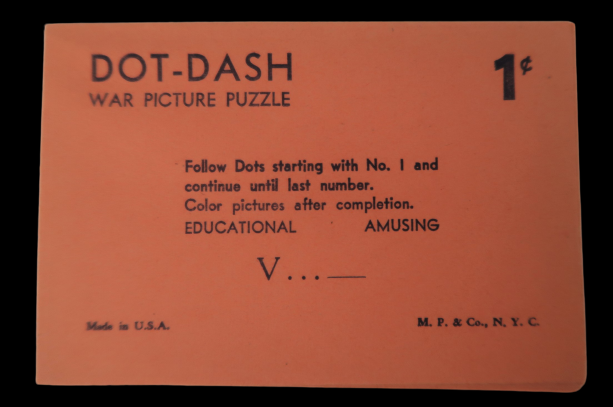 DOT-DASH 1¢
WAR PICTURE PUZZLE
Follow Dots starting with No. 1 and
continue until last number.
Color pictures after completion.
EDUCATIONAL AMUSING
V...—
Made in U.S.A. M. P. & Co., N. Y. C.